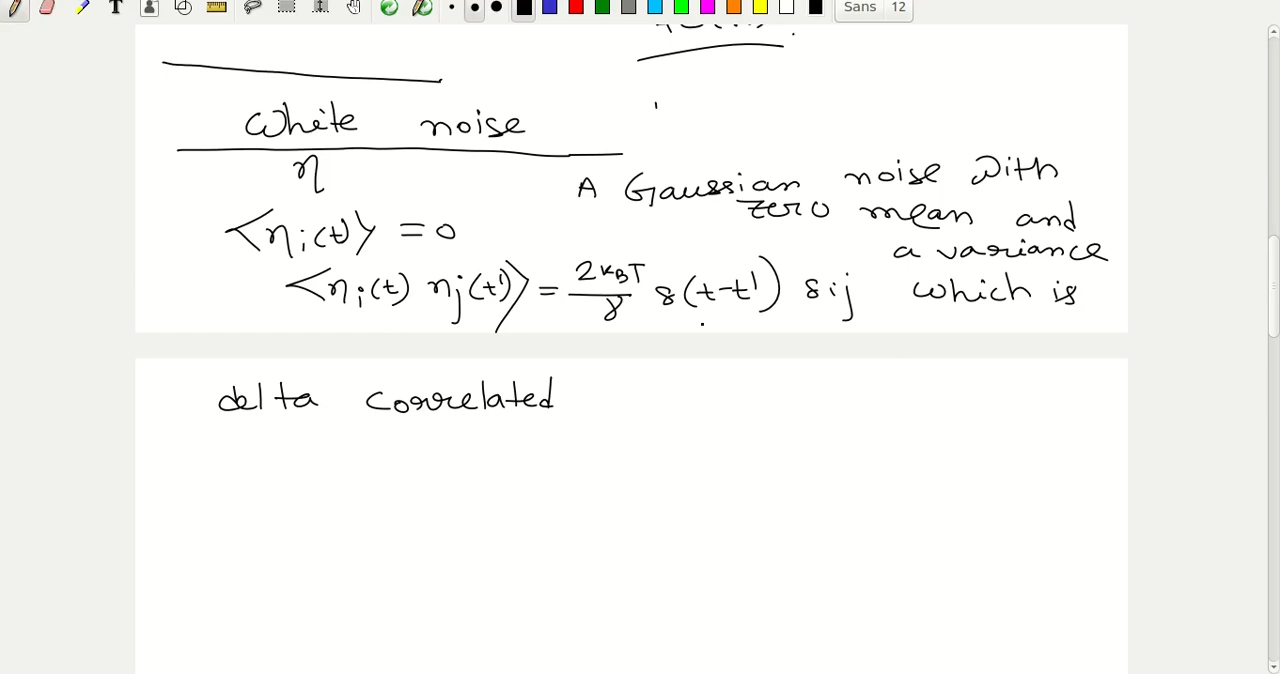 Sans 12
White noise
η
<ηi(t)> = 0
A Gaussian noise with
zero mean and
a variance
<ηi(t) ηj(t')> = 2kBT/γ δ(t-t') δij which is
delta correlated